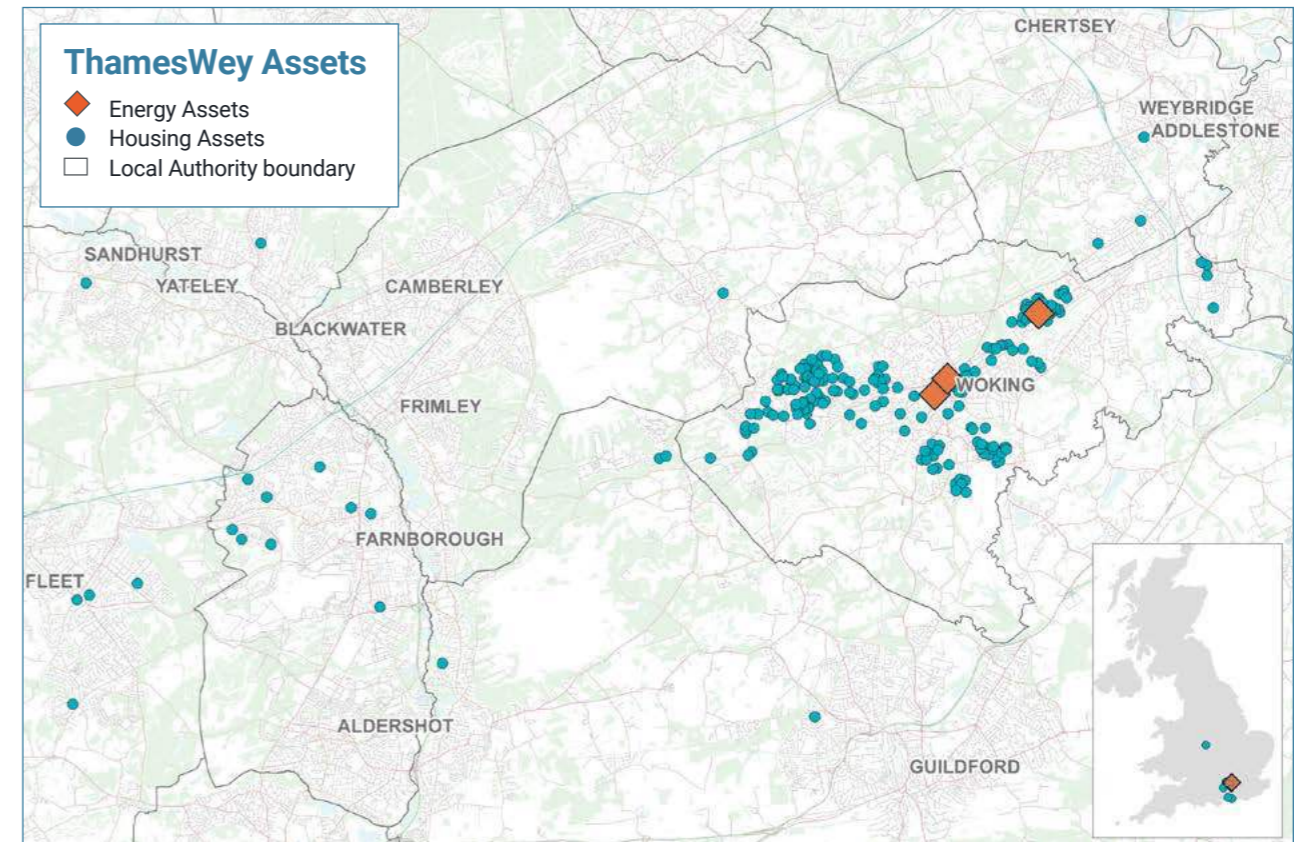 ThamesWey Assets
Energy Assets
Housing Assets
Local Authority boundary
CHERTSEY
WEYBRIDGE
ADDLESTONE
SANDHURST
YATELEY
CAMBERLEY
BLACKWATER
WOKING
FRIMLEY
FARNBOROUGH
FLEET
ALDERSHOT
GUILDFORD